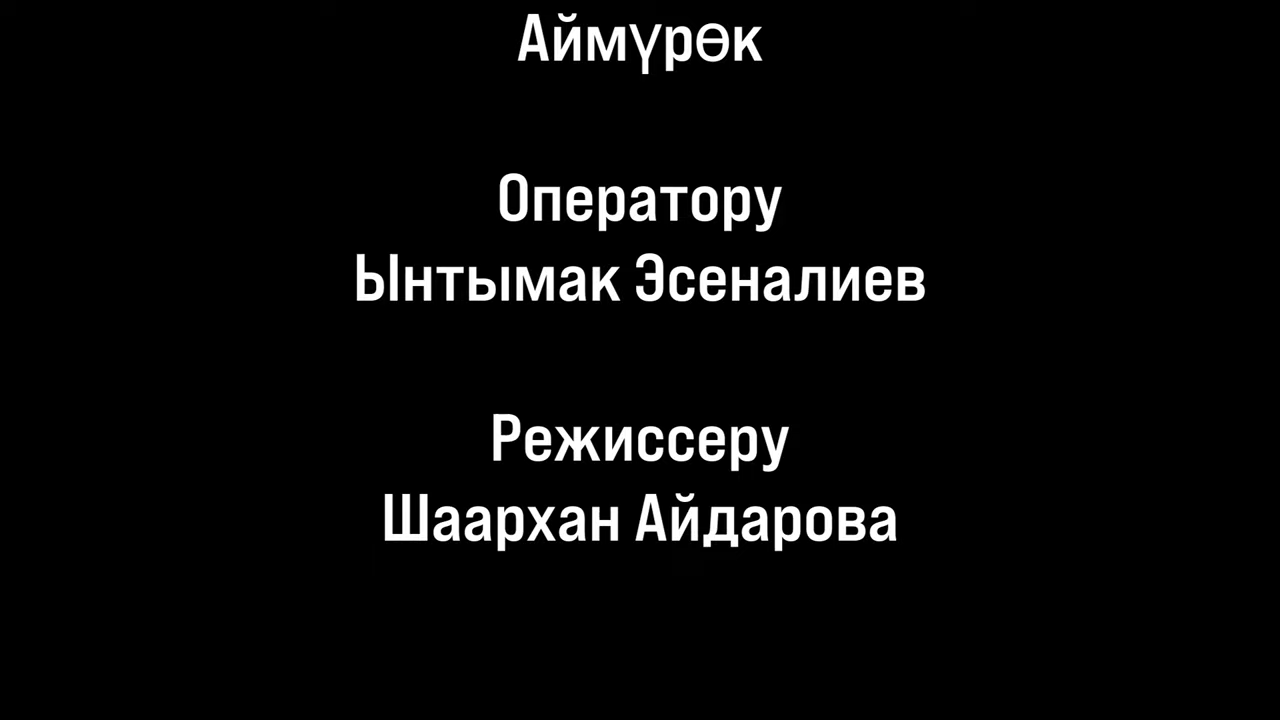 Аймүрөк
Оператору
Ынтымак Эсеналиев
Режиссеру
Шаархан Айдарова